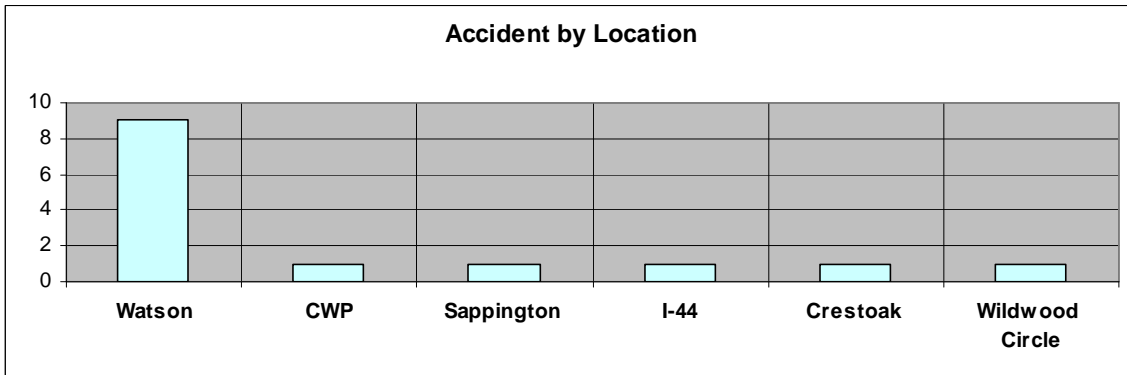 Accident by Location
10
8
6
4
2
0
Watson
CWP
Sappington
I-44
Crestoak
Wildwood
Circle